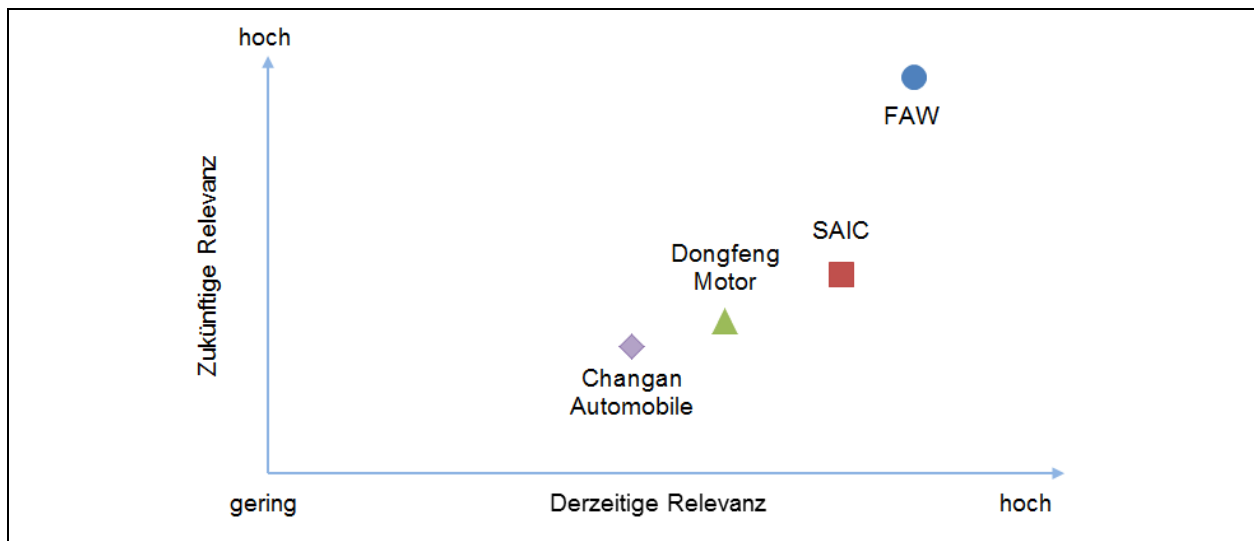 hoch
FAW
Zukünftige Relevanz
SAIC
Dongfeng
Motor
Changan
Automobile
gering
Derzeitige Relevanz
hoch